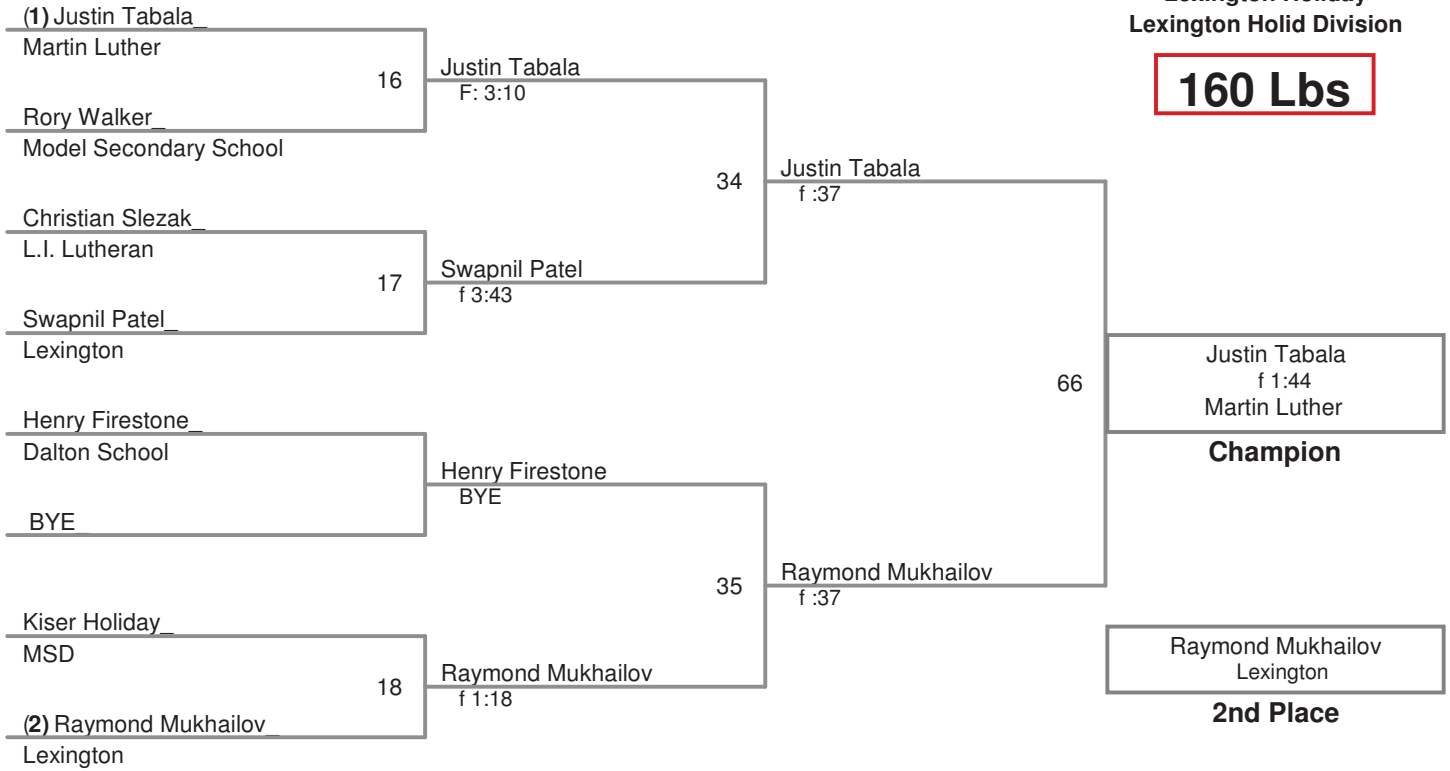 Lexington Holiday
Lexington Holid Division
160 Lbs
(1) Justin Tabala_
Martin Luther
16
Rory Walker_
Model Secondary School
Justin Tabala
F: 3:10
Christian Slezak_
L.I. Lutheran
17
Swapnil Patel_
Lexington
Swapnil Patel
f 3:43
34
Justin Tabala
f :37
Henry Firestone_
Dalton School
BYE_
Henry Firestone
BYE
Kiser Holiday_
MSD
18
(2) Raymond Mukhailov_
Lexington
Raymond Mukhailov
f 1:18
35
Raymond Mukhailov
f :37
66
Justin Tabala
f 1:44
Martin Luther
Champion
Raymond Mukhailov
Lexington
2nd Place